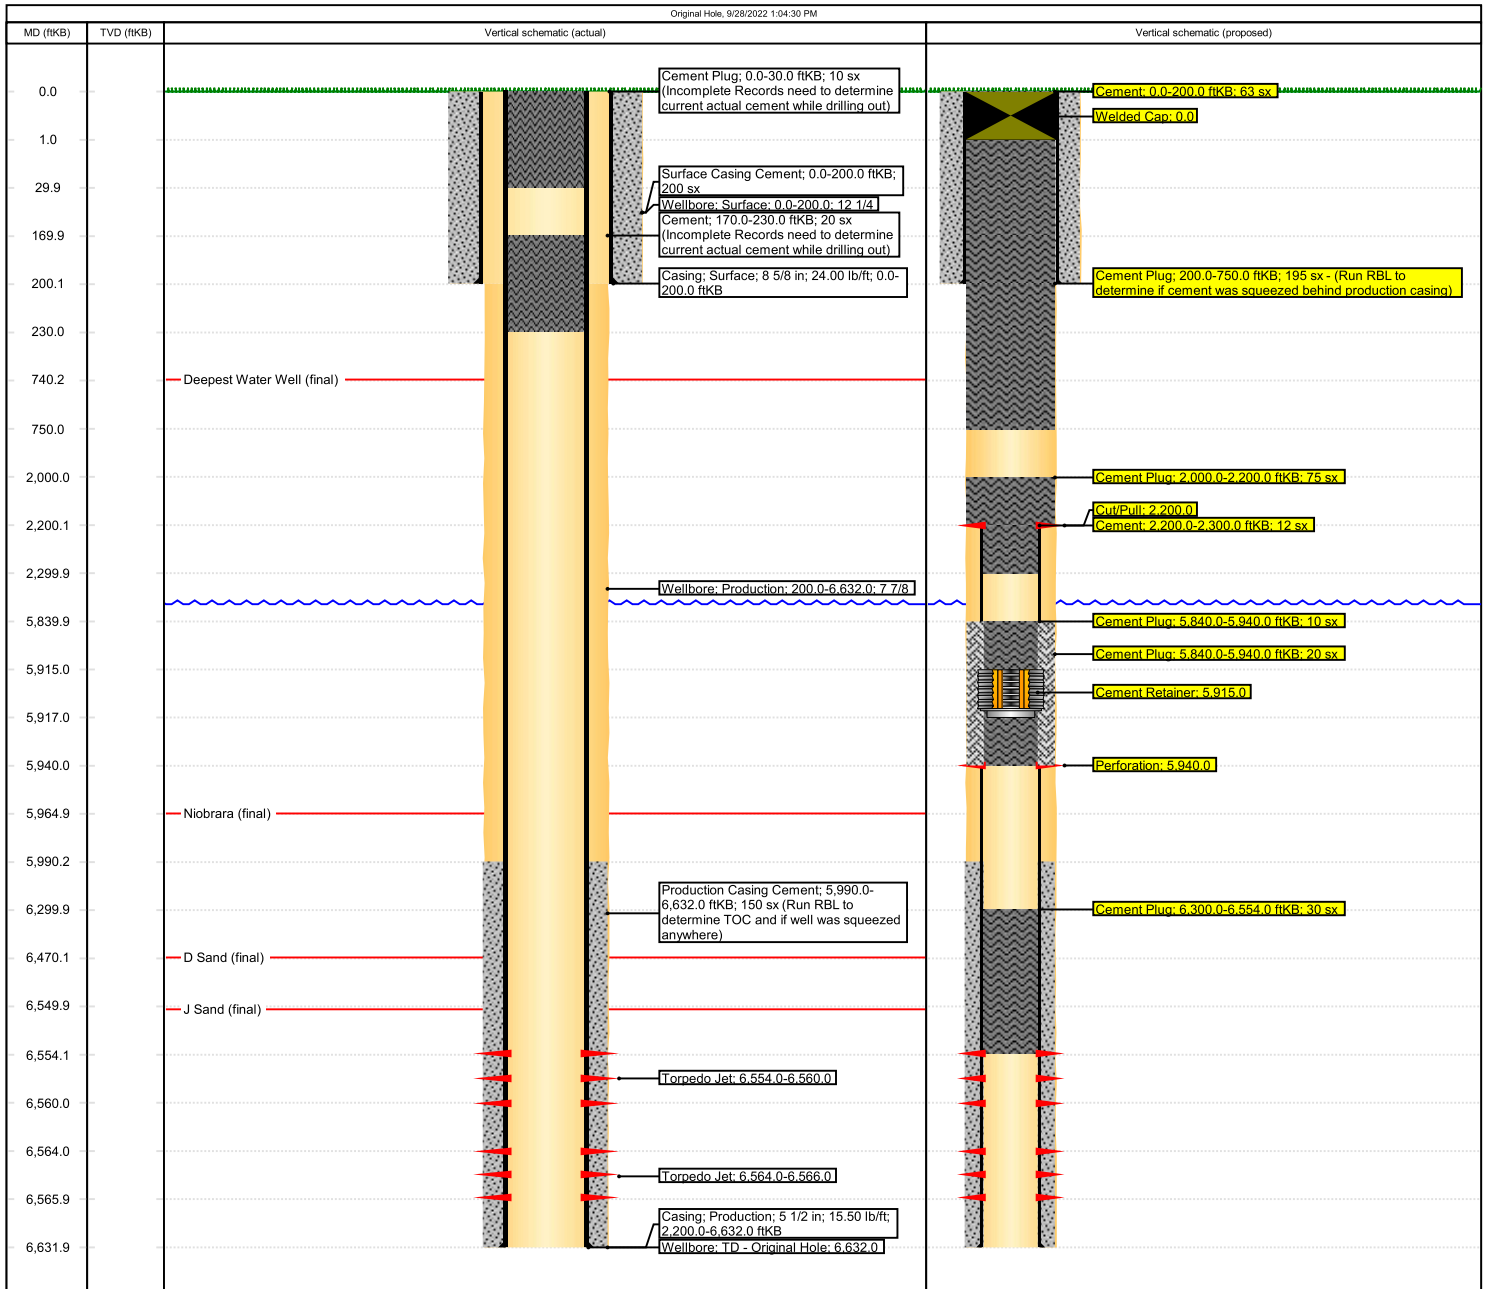 Original Hole, 9/28/2022 1:04:30 PM
MD (ftKB)
TVD (ftKB)
Vertical schematic (actual)
Vertical schematic (proposed)
0.0
1.0
29.9
169.9
200.1
230.0
740.2
750.0
2,000.0
2,200.1
2,299.9
5,839.9
5,915.0
5,917.0
5,940.0
5,964.9
5,990.2
6,299.9
6,470.1
6,549.9
6,554.1
6,560.0
6,564.0
6,565.9
6,631.9
Deepest Water Well (final)
Niobrara (final)
D Sand (final)
J Sand (final)
Cement Plug; 0.0-30.0 ftKB; 10 sx
(Incomplete Records need to determine
current actual cement while drilling out)
Surface Casing Cement; 0.0-200.0 ftKB;
200 sx
Wellbore; Surface; 0.0-200.0; 12 1/4
Cement; 170.0-230.0 ftKB; 20 sx
(Incomplete Records need to determine
current actual cement while drilling out)
Casing; Surface; 8 5/8 in; 24.00 lb/ft; 0.0-
200.0 ftKB
Wellbore; Production; 200.0-6,632.0; 7 7/8
Production Casing Cement; 5,990.0-
6,632.0 ftKB; 150 sx (Run RBL to
determine TOC and if well was squeezed
anywhere)
Torpedo Jet; 6,554.0-6,560.0
Torpedo Jet; 6,564.0-6,566.0
Casing; Production; 5 1/2 in; 15.50 lb/ft;
2,200.0-6,632.0 ftKB
Wellbore; TD - Original Hole; 6,632.0
Cement; 0.0-200.0 ftKB; 63 sx
Welded Cap; 0.0
Cement Plug; 200.0-750.0 ftKB; 195 sx - (Run RBL to
determine if cement was squeezed behind production casing)
Cement Plug; 2,000.0-2,200.0 ftKB; 75 sx
Cut/Pull; 2,200.0
Cement; 2,200.0-2,300.0 ftKB; 12 sx
Cement Plug; 5,840.0-5,940.0 ftKB; 10 sx
Cement Plug; 5,840.0-5,940.0 ftKB; 20 sx
Cement Retainer; 5,915.0
Perforation; 5,940.0
Cement Plug; 6,300.0-6,554.0 ftKB; 30 sx